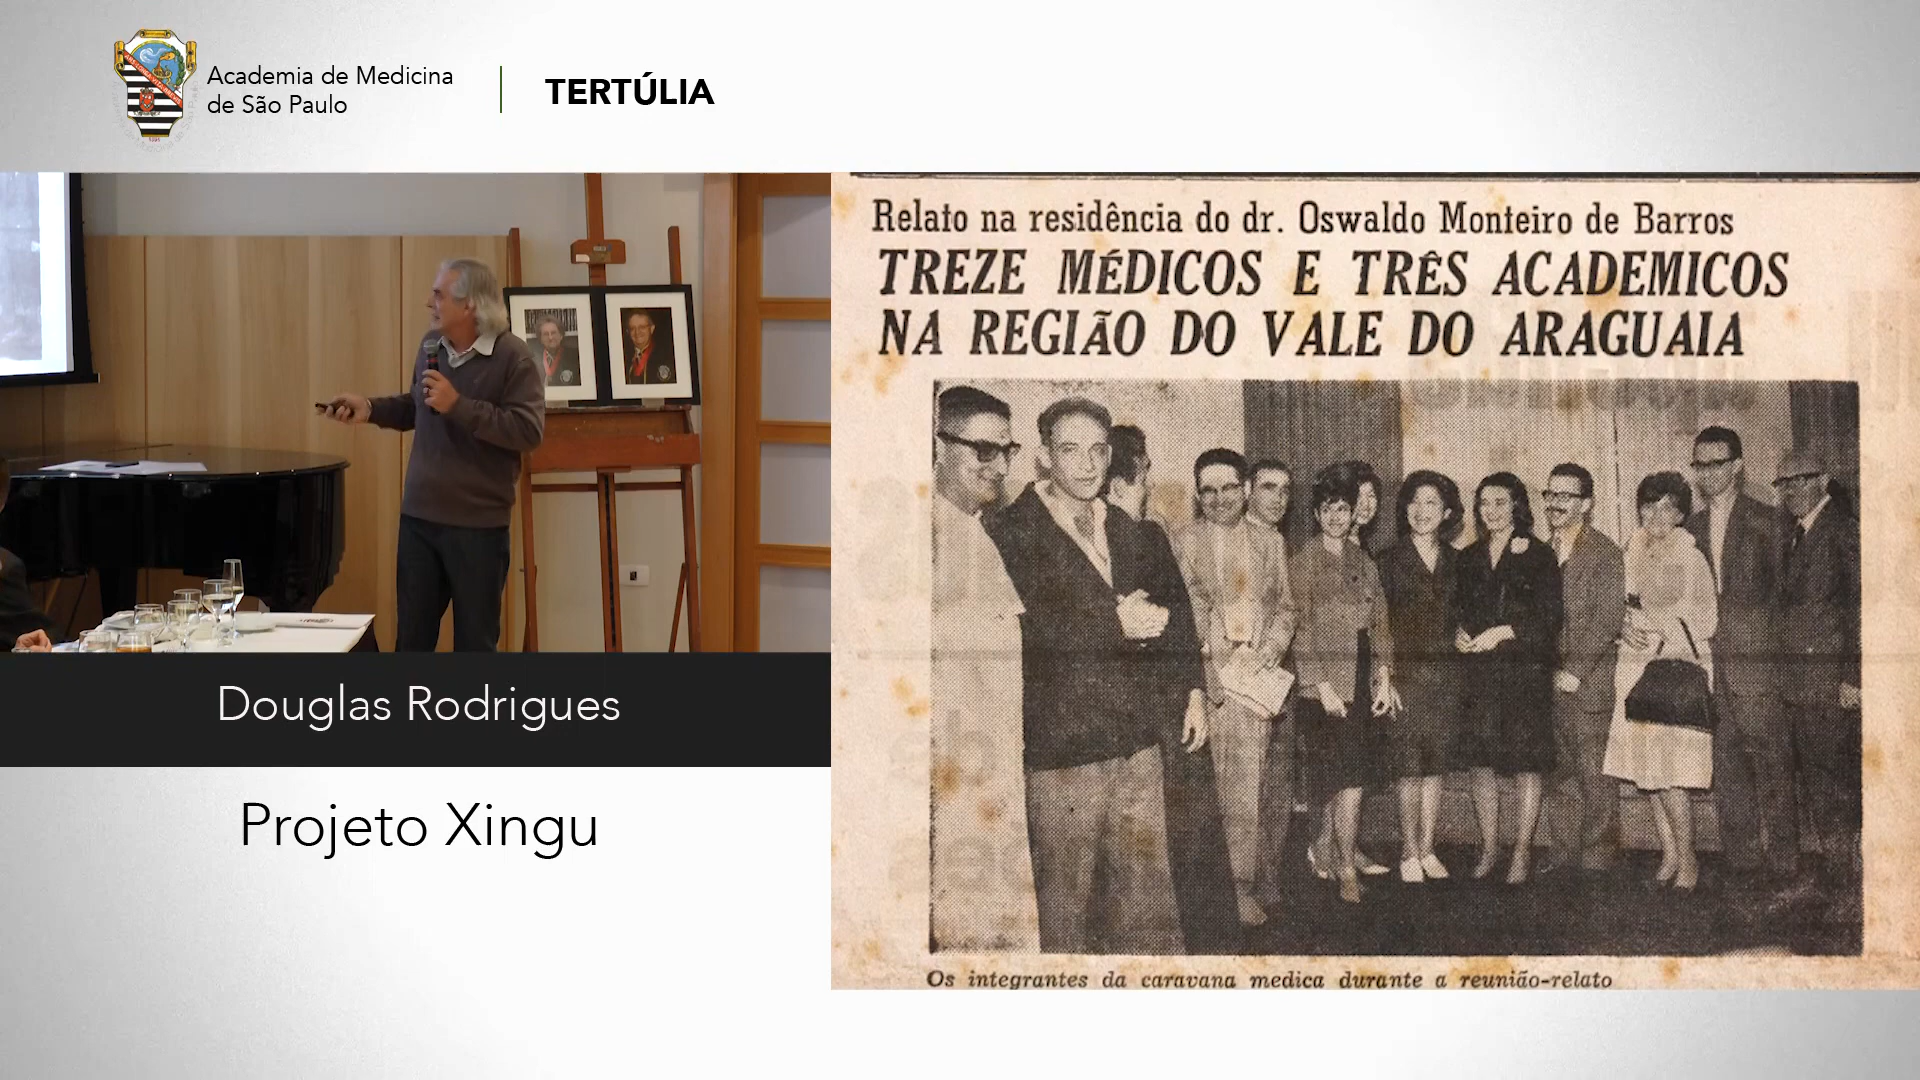 Academia de Medicina
de São Paulo
TERTÚLIA
Relato na residência do dr. Oswaldo Monteiro de Barros
TREZE MÉDICOS E TRÊS ACADEMICOS
NA REGIÃO DO VALE DO ARAGUAIA
Os integrantes da caravana medica durante a reunião-relato
Douglas Rodrigues
Projeto Xingu